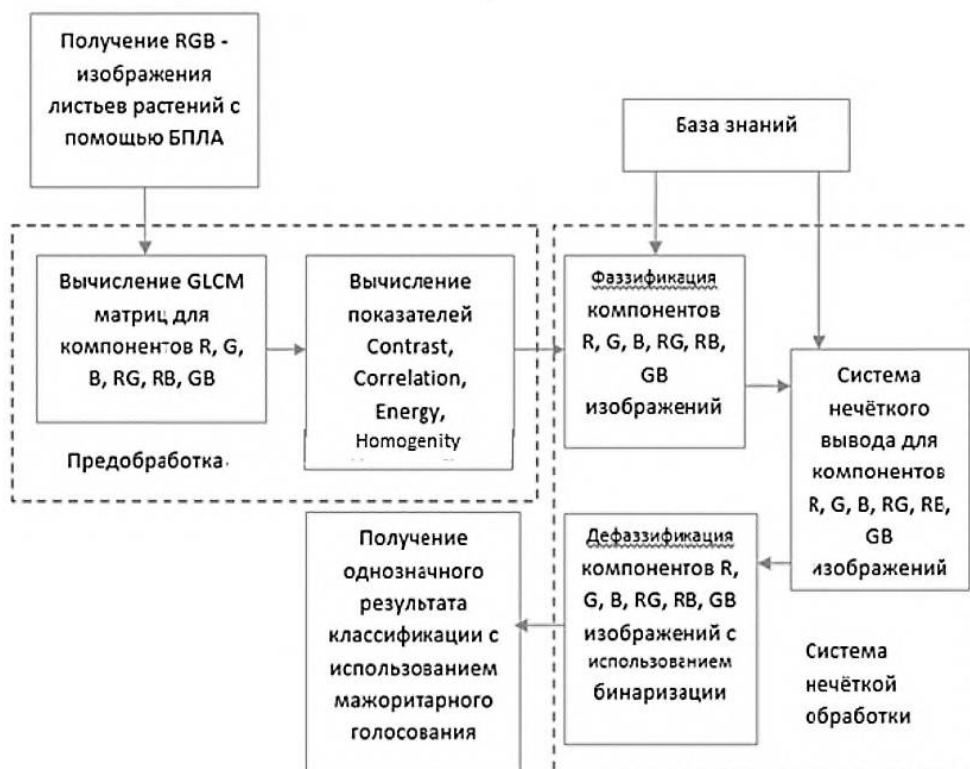 Получение RGB -
изображения
листьев растений с
помощью БПЛА
База знаний
Вычисление GLCM
матриц для
компонентов R, G,
B, RG, RB, GB
Предобработка
Вычисление
показателей
Contrast,
Correlation,
Energy,
Homogenity
Фаззификация
компонентов
R, G, B, RG, RB,
GB
изображений
Система
нечёткого
вывода для
компонентов
R, G, B, RG, RE,
GB
изображений
Дефаззификация
компонентов R,
G, B, RG, RB, GB
изображений с
использованием
бинаризации
Система
нечёткой
обработки
Получение
однозначного
результата
классификации с
использованием
мажоритарного
голосования